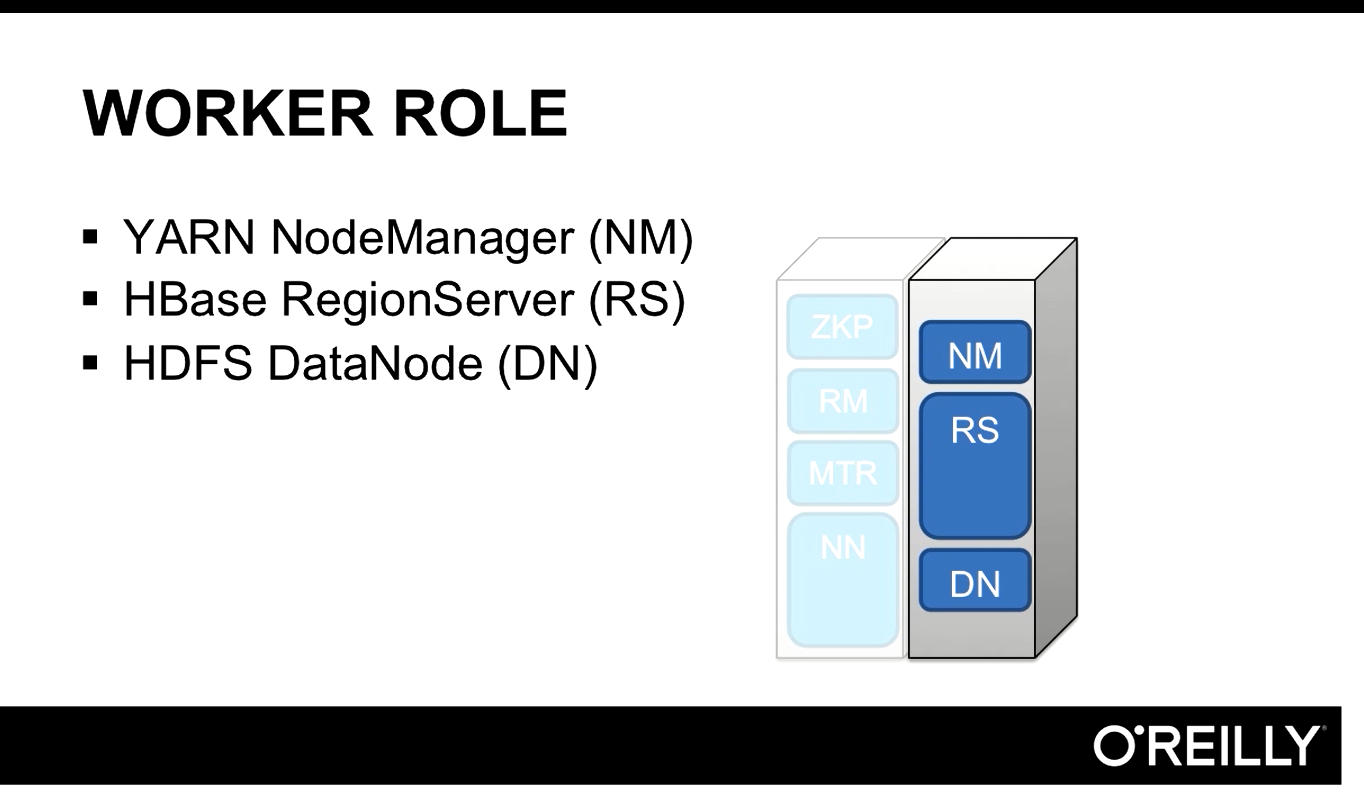 WORKER ROLE
▪ YARN NodeManager (NM)
▪ HBase RegionServer (RS)
▪ HDFS DataNode (DN)
ZKP
RM
MTR
NN
NM
RS
DN
O'REILLY®